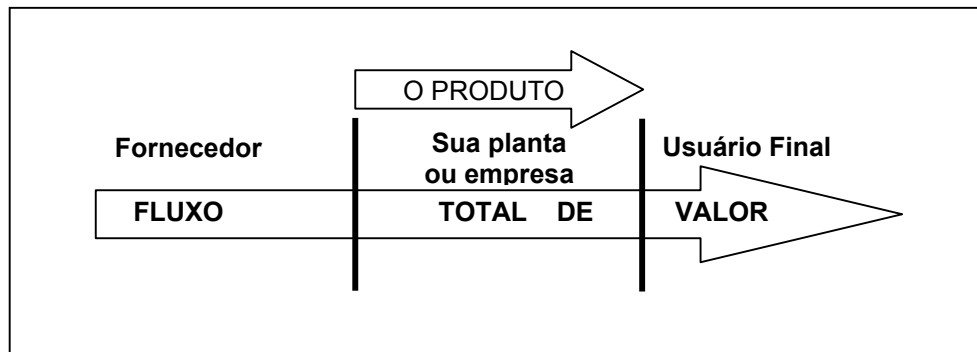 O PRODUTO
Fornecedor
Sua planta
ou empresa
Usuário Final
FLUXO TOTAL DE VALOR